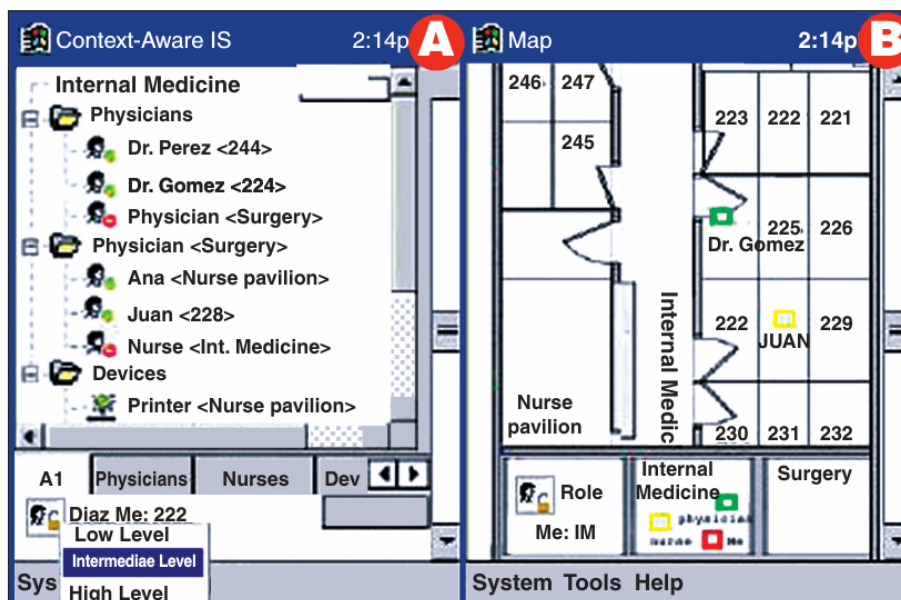 Context-Aware IS 2:14p
A
Internal Medicine
Physicians
Dr. Perez <244>
Dr. Gomez <224>
Physician <Surgery>
Physician <Surgery>
Ana <Nurse pavilion>
Juan <228>
Nurse <Int. Medicine>
Devices
Printer <Nurse pavilion>
A1 Physicians Nurses Dev
Diaz Me: 222
Low Level
Intermediae Level
Sys
High Level
Map 2:14p
B
246 247
223 222 221
245
225 226
Dr. Gomez
Internal Medic
222 229
JUAN
Nurse
pavilion
230 231 232
Role
Me: IM
Internal
Medicine
physician
nurse Me
Surgery
System Tools Help